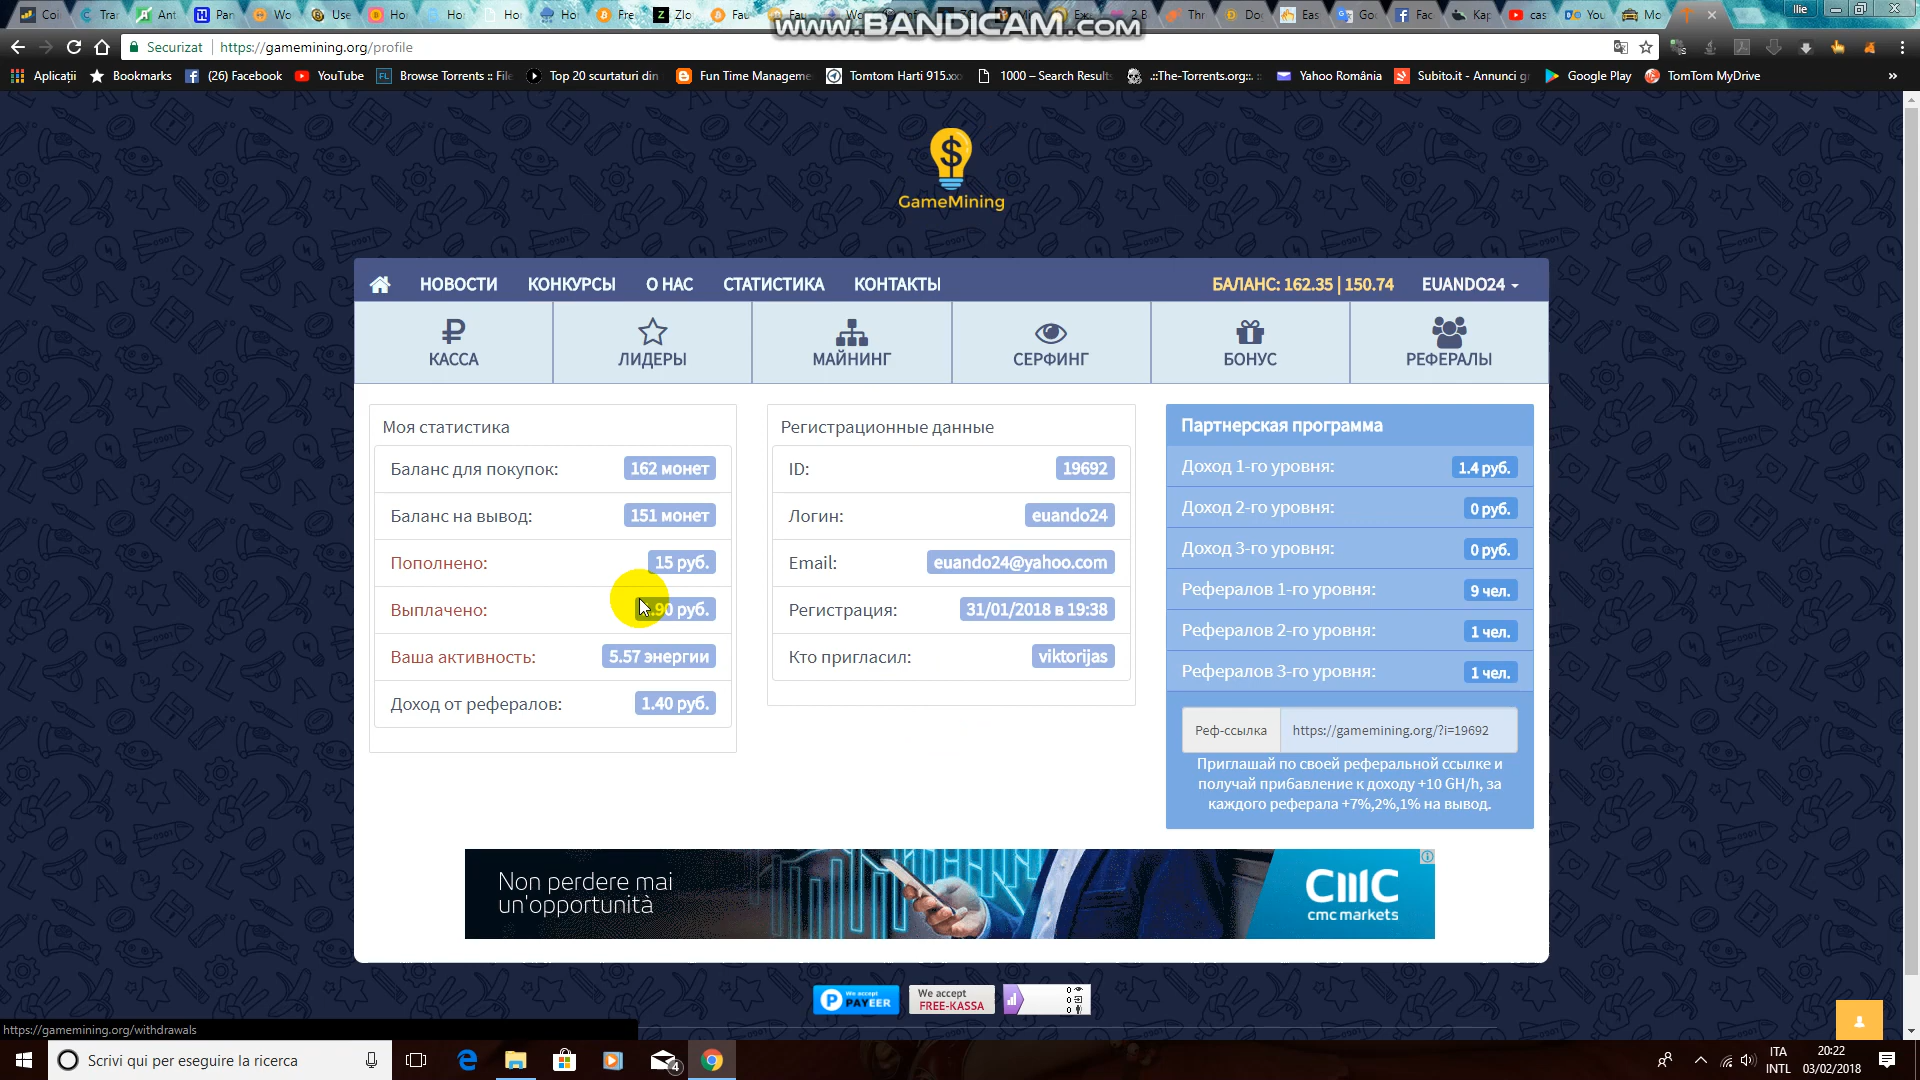 www.BANDICAM.com
Ilie
Securizat
https://gamemining.org/profile
Aplicații
Bookmarks
(26) Facebook
YouTube
Browse Torrents :: File
Top 20 scurtaturi din
Fun Time Manageme
Tomtom Harti 915.xx
1000 – Search Results
.::The-Torrents.org::.
Yahoo România
Subito.it - Annunci gr
Google Play
TomTom MyDrive
GameMining
НОВОСТИ
КОНКУРСЫ
О НАС
СТАТИСТИКА
КОНТАКТЫ
БАЛАНС: 162.35 | 150.74
EUANDO24
КАССА
ЛИДЕРЫ
МАЙНИНГ
СЕРФИНГ
БОНУС
РЕФЕРАЛЫ
Моя статистика
Баланс для покупок: 162 монет
Баланс на вывод: 151 монет
Пополнено: 15 руб.
Выплачено: .90 руб.
Ваша активность: 5.57 энергии
Доход от рефералов: 1.40 руб.
Регистрационные данные
ID: 19692
Логин: euando24
Email: euando24@yahoo.com
Регистрация: 31/01/2018 в 19:38
Кто пригласил: viktorijas
Партнерская программа
Доход 1-го уровня: 1.4 руб.
Доход 2-го уровня: 0 руб.
Доход 3-го уровня: 0 руб.
Рефералов 1-го уровня: 9 чел.
Рефералов 2-го уровня: 1 чел.
Рефералов 3-го уровня: 1 чел.
Реф-ссылка
https://gamemining.org/?i=19692
Приглашай по своей реферальной ссылке и
получай прибавление к доходу +10 GH/h, за
каждого реферала +7%,2%,1% на вывод.
Non perdere mai
un'opportunità
cmc
cmc markets
We accept
PAYEER
We accept
FREE-KASSA
0
0
0
https://gamemining.org/withdrawals
Scrivi qui per eseguire la ricerca
4
ITA
INTL
20:22
03/02/2018